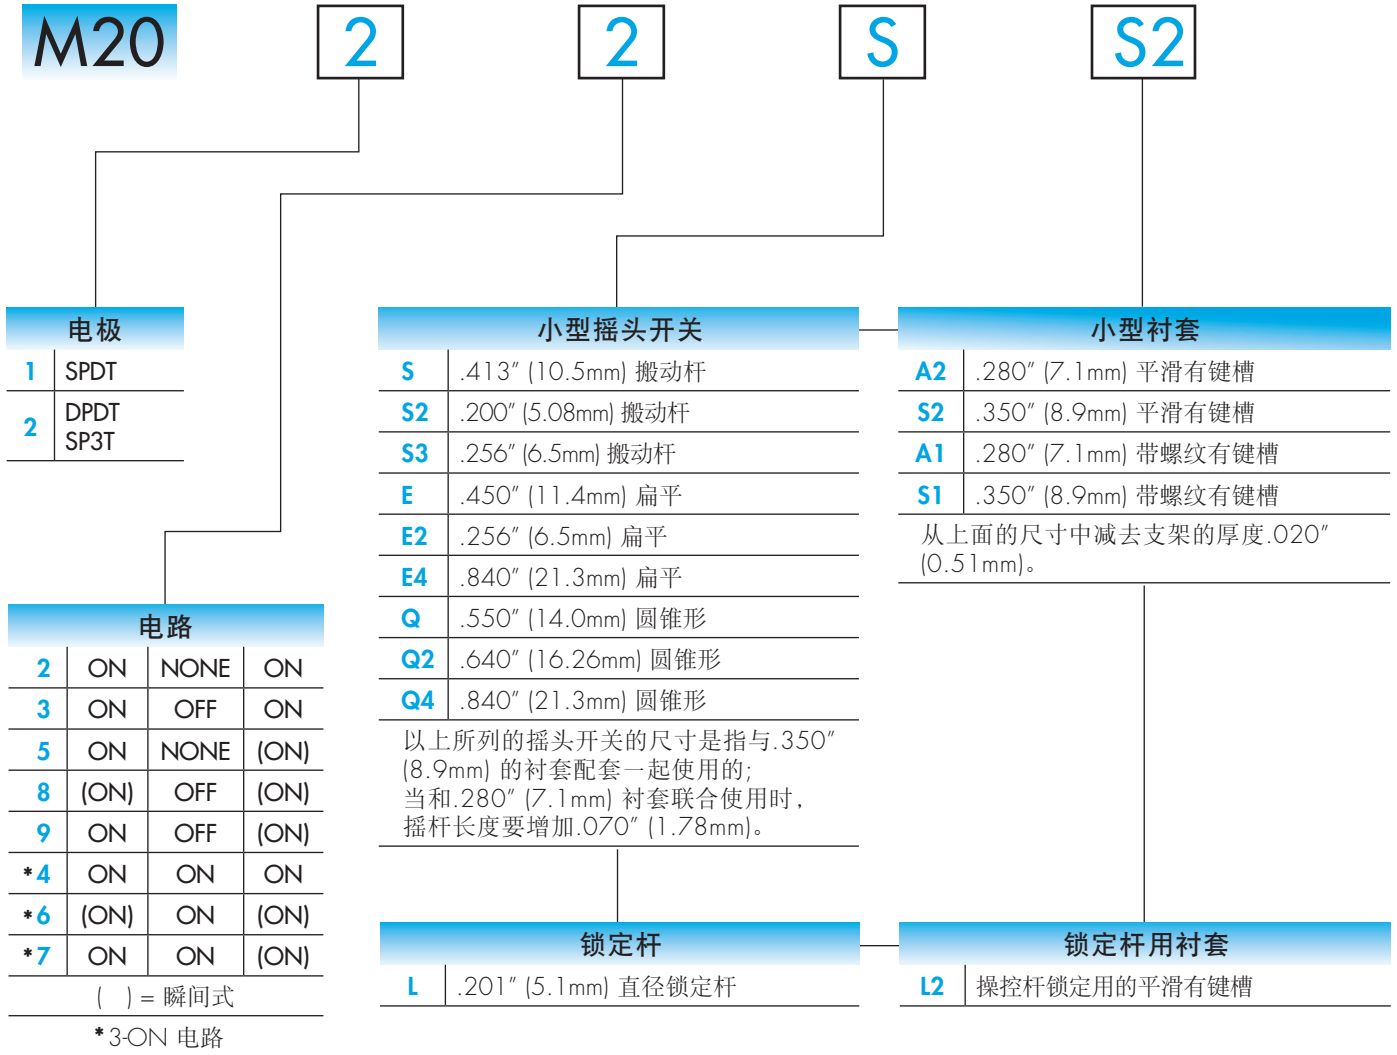 M20 2 2 S S2
电极
1 SPDT
2 DPDT
SP3T
电路
2 ON NONE ON
3 ON OFF ON
5 ON NONE (ON)
8 (ON) OFF (ON)
9 ON OFF (ON)
*4 ON ON ON
*6 (ON) ON (ON)
*7 ON ON (ON)
( ) = 瞬间式
*3-ON 电路
小型摇头开关
S .413" (10.5mm) 搬动杆
S2 .200" (5.08mm) 搬动杆
S3 .256" (6.5mm) 搬动杆
E .450" (11.4mm) 扁平
E2 .256" (6.5mm) 扁平
E4 .840" (21.3mm) 扁平
Q .550" (14.0mm) 圆锥形
Q2 .640" (16.26mm) 圆锥形
Q4 .840" (21.3mm) 圆锥形
以上所列的摇头开关的尺寸是指与.350"
(8.9mm) 的衬套配套一起使用的;
当和.280" (7.1mm) 衬套联合使用时，
摇杆长度要增加.070" (1.78mm)。
小型衬套
A2 .280" (7.1mm) 平滑有键槽
S2 .350" (8.9mm) 平滑有键槽
A1 .280" (7.1mm) 带螺纹有键槽
S1 .350" (8.9mm) 带螺纹有键槽
从上面的尺寸中减去支架的厚度.020"
(0.51mm)。
锁定杆
L .201" (5.1mm) 直径锁定杆
锁定杆用衬套
L2 操控杆锁定用的平滑有键槽